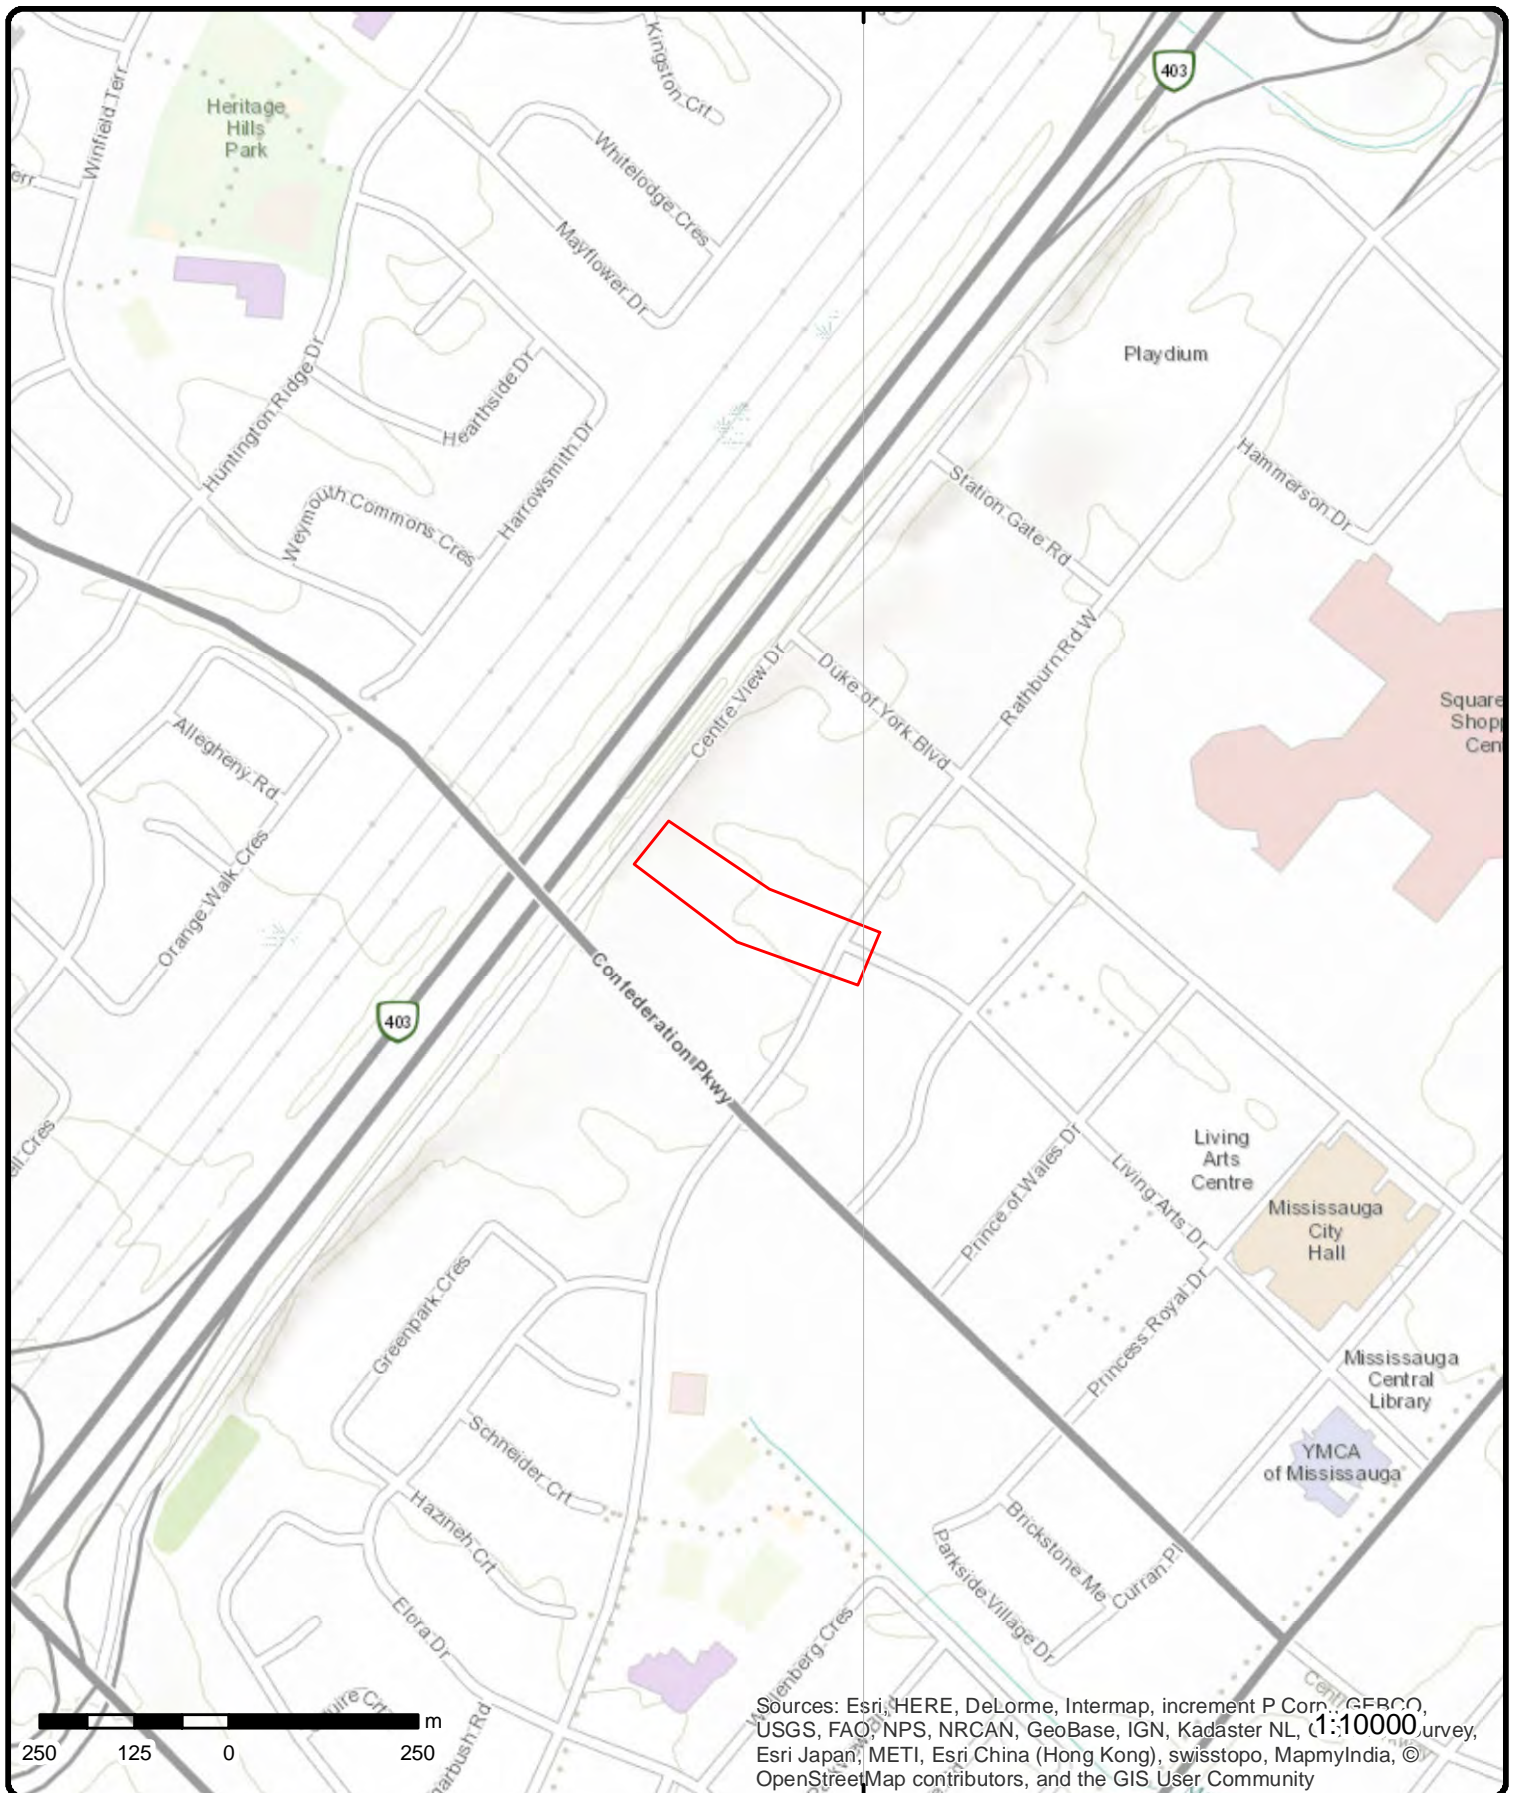 403
Kingston Crt
Heritage
Hills
Park
Winfield Terr
Whitelodge Cres
Mayflower Dr
Playdium
Huntington Ridge Dr
Hearthside Dr
Harrowsmith Dr
Weymouth Commons Cres
Hammerson Dr
Station Gate Rd
Rathburn Rd W
Duke of York Blvd
Centre View Dr
Square
Allegheny Rd
Orange Walk Cres
403
Confederation Pkwy
Living
Arts
Centre
Prince of Wales Dr
Living Arts Dr
Mississauga
City
Hall
Princess Royal Dr
Greenpark Cres
Mississauga
Central
Library
Schneider Crt
YMCA
of Mississauga
Hazineh Crt
Brickstone Me
Curran Pl
Parkside Village Dr
Elora Dr
Sources: Esri, HERE, DeLorme, Intermap, increment P Corp., GEBCO,
USGS, FAO, NPS, NRCAN, GeoBase, IGN, Kadaster NL,
1:10000
Esri Japan, METI, Esri China (Hong Kong), swisstopo, MapmyIndia, ©
OpenStreetMap contributors, and the GIS User Community
m
250 125 0 250